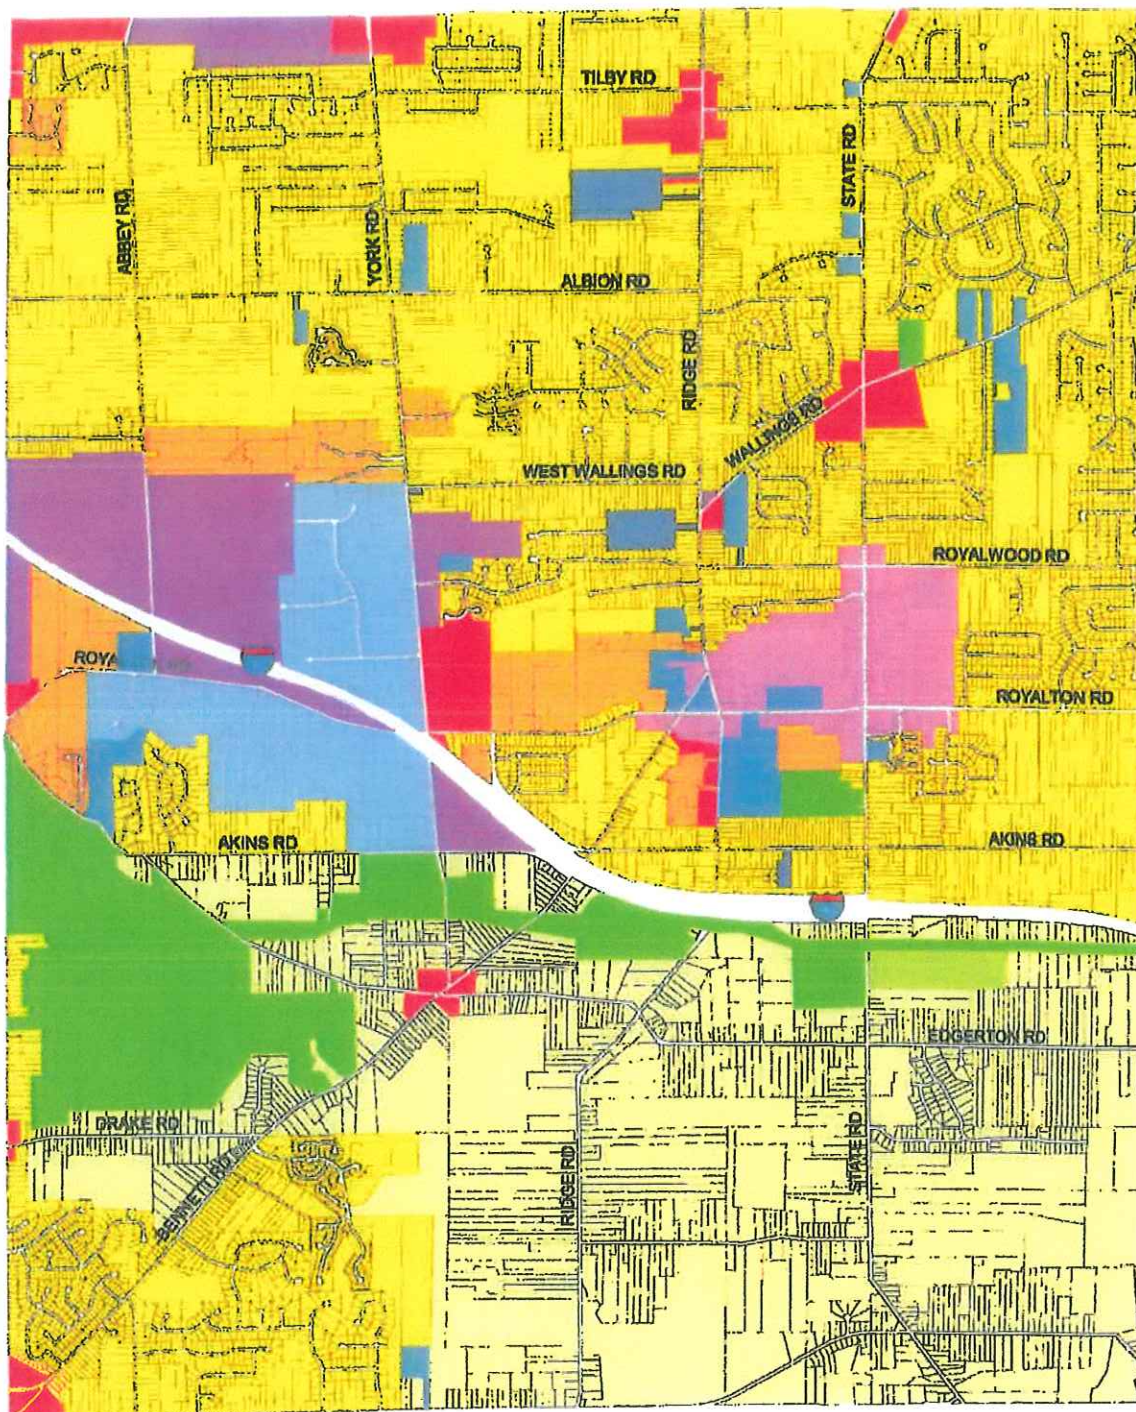 TILBY RD
STATE RD
ABBEY RD
YORK RD
ALBION RD
RIDGE RD
WALLINGS RD
WEST WALLINGS RD
ROYALWOOD RD
ROYALTON RD
AKINS RD
AKINS RD
EDGERTON RD
DRAKE RD
BENNETT RD
RIDGE RD
STATE RD